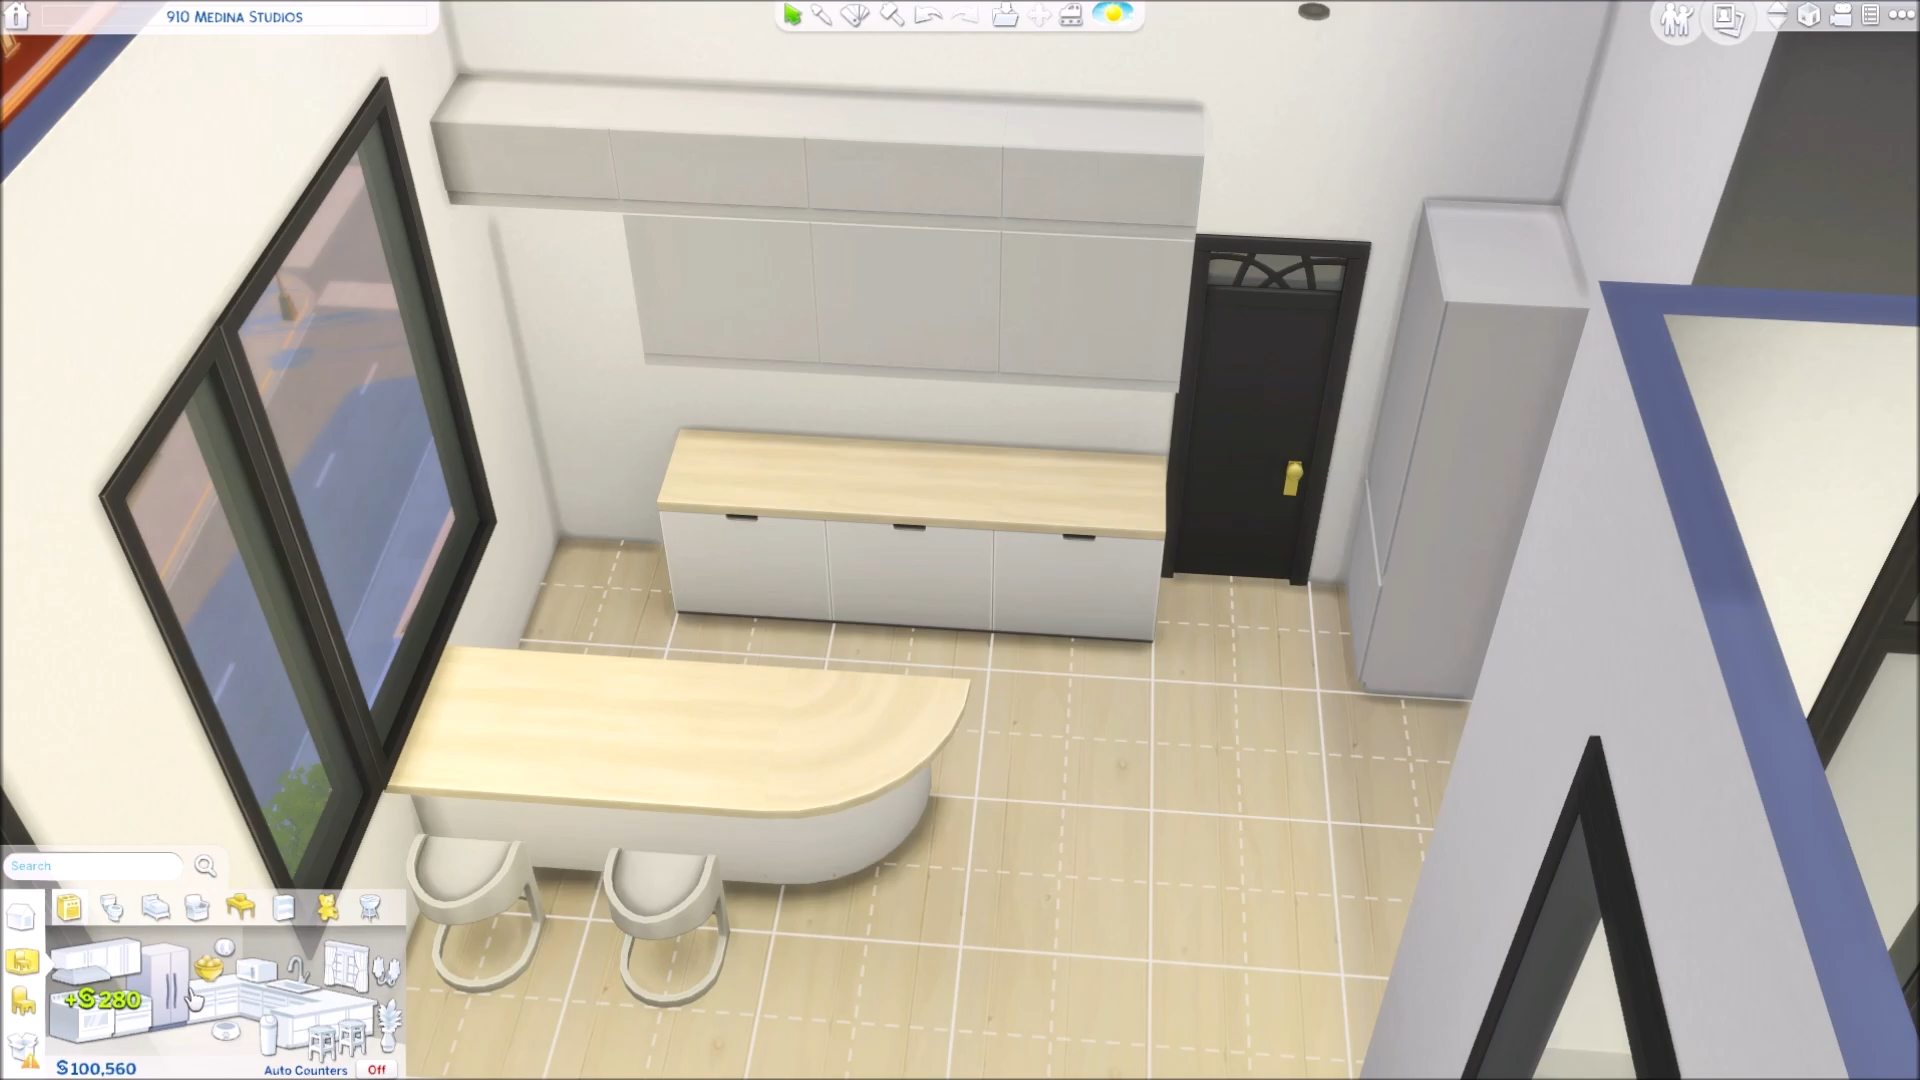 910 Medina Studios
Search
+§280
§100,560
Auto Counters Off